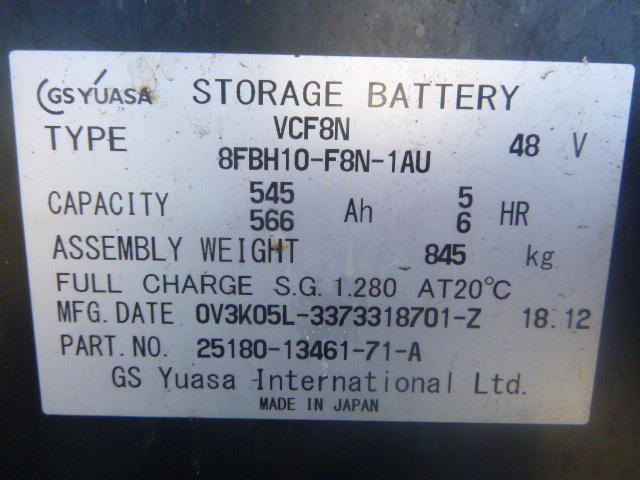 GS YUASA STORAGE BATTERY
TYPE VCF8N 48 V
8FBH10-F8N-1AU
CAPACITY 545 Ah 5 HR
566 6
ASSEMBLY WEIGHT 845 kg
FULL CHARGE S.G. 1.280 AT20℃
MFG.DATE 0V3K05L-3373318701-Z 18.12
PART.NO. 25180-13461-71-A
GS Yuasa International Ltd.
MADE IN JAPAN